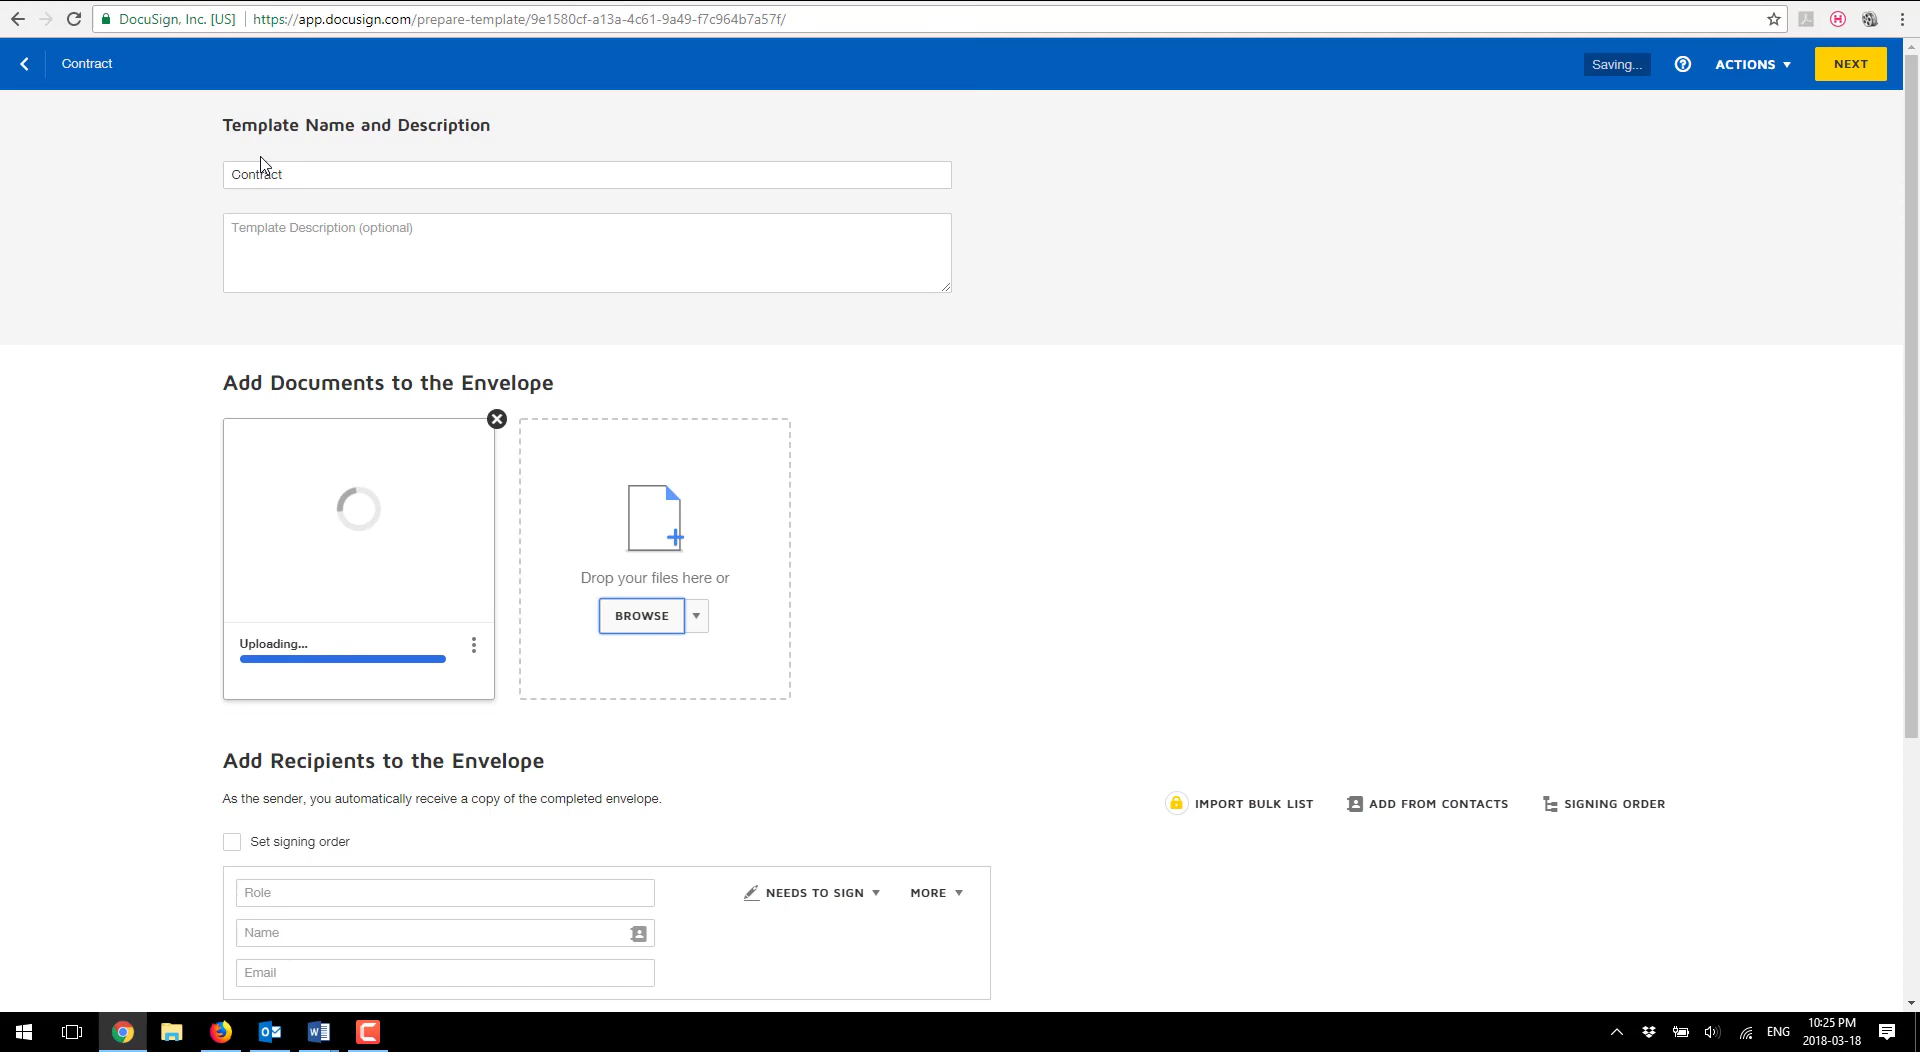 DocuSign, Inc. [US] https://app.docusign.com/prepare-template/9e1580cf-a13a-4c61-9a49-f7c964b7a57f/
Contract
Saving...
ACTIONS
NEXT
Template Name and Description
Contract
Template Description (optional)
Add Documents to the Envelope
Drop your files here or
BROWSE
Uploading...
Add Recipients to the Envelope
As the sender, you automatically receive a copy of the completed envelope.
IMPORT BULK LIST
ADD FROM CONTACTS
SIGNING ORDER
Set signing order
Role
NEEDS TO SIGN
MORE
Name
Email
ENG
10:25 PM
2018-03-18